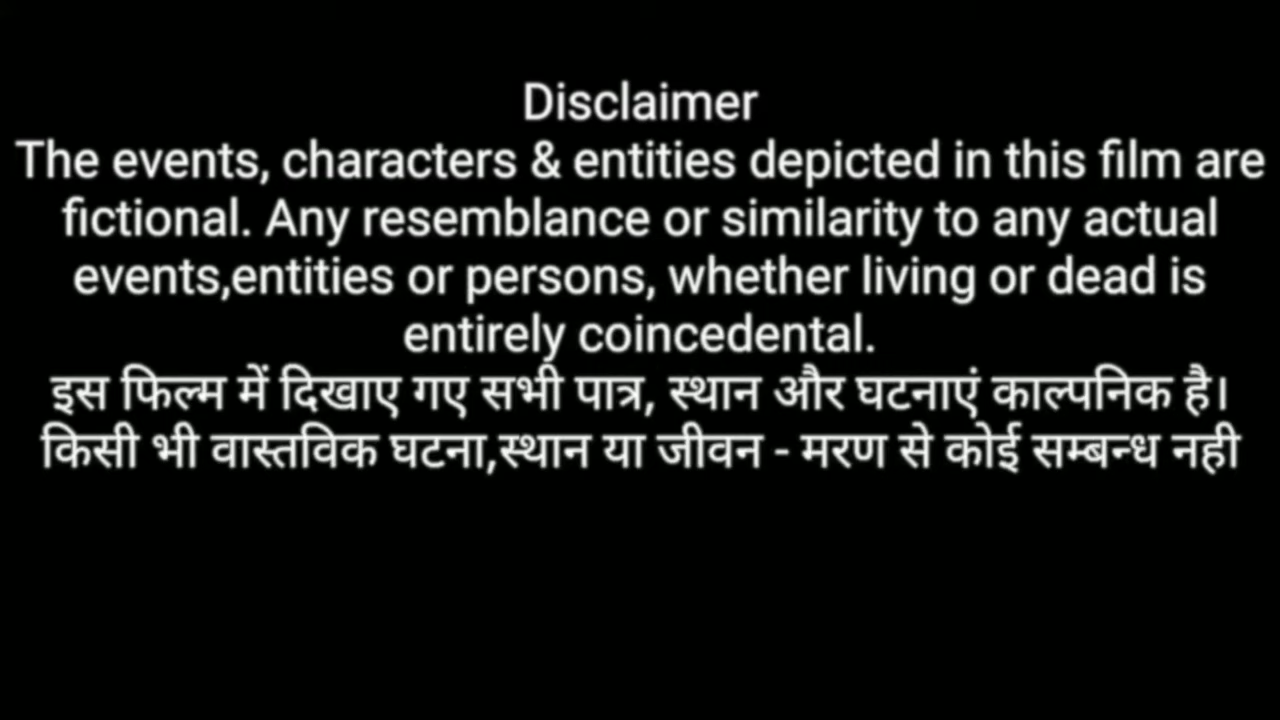 Disclaimer
The events, characters & entities depicted in this film are
fictional. Any resemblance or similarity to any actual
events,entities or persons, whether living or dead is
entirely coincedental.
इस फिल्म में दिखाए गए सभी पात्र, स्थान और घटनाएं काल्पनिक है।
किसी भी वास्तविक घटना,स्थान या जीवन - मरण से कोई सम्बन्ध नही